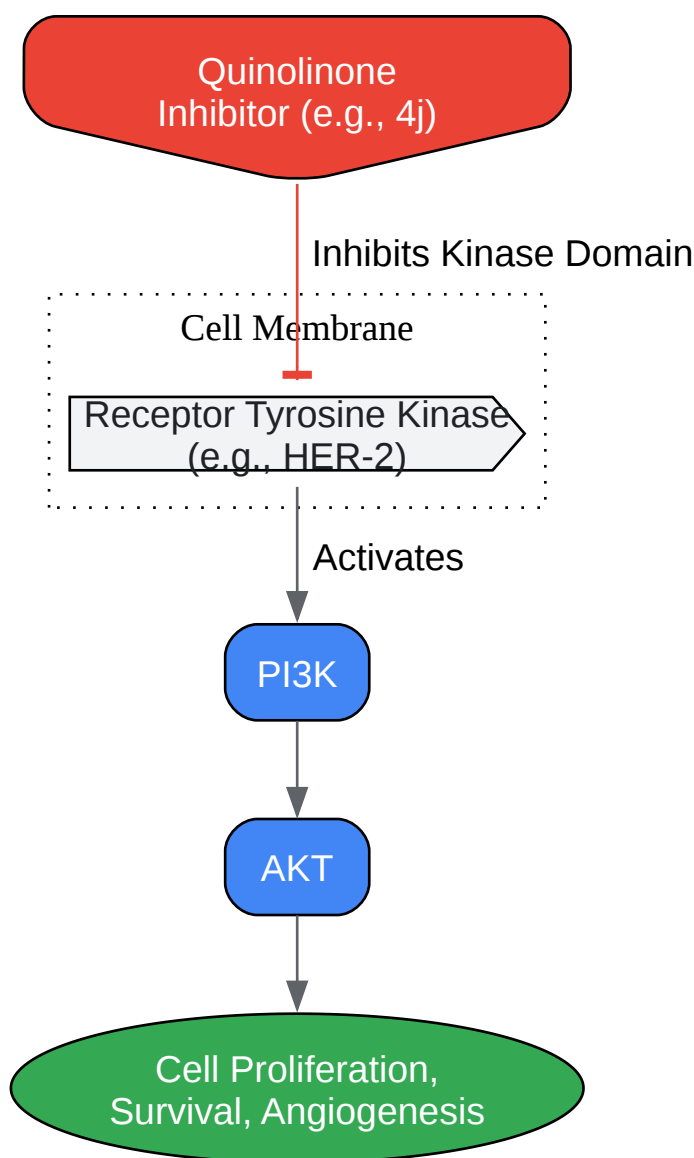 Quinolinone
Inhibitor (e.g., 4j)
Inhibits Kinase Domain
Cell Membrane
Receptor Tyrosine Kinase
(e.g., HER-2)
Activates
PI3K
AKT
Cell Proliferation,
Survival, Angiogenesis